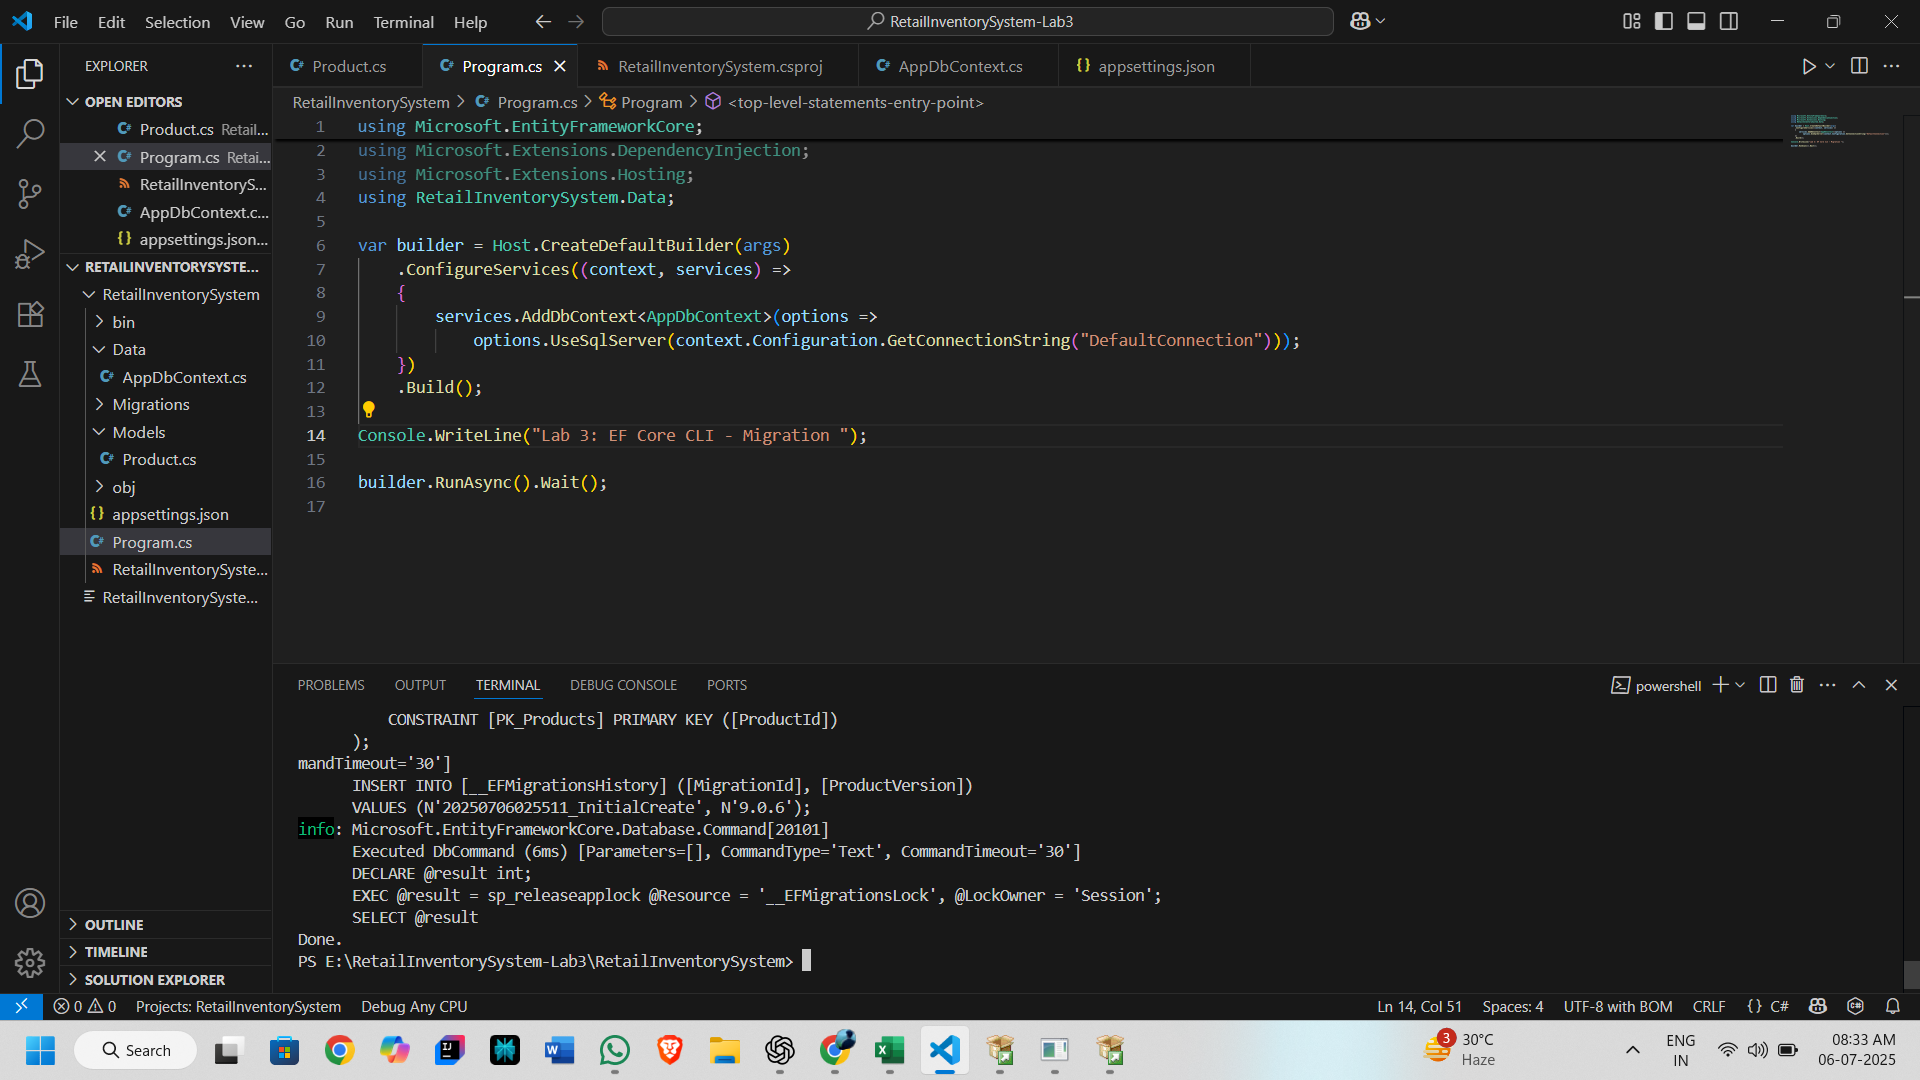 File Edit Selection View Go Run Terminal Help
RetailInventorySystem-Lab3
EXPLORER
OPEN EDITORS
Product.cs Retail...
Program.cs Retai...
RetailInventoryS...
AppDbContext.c...
appsettings.json...
RETAILINVENTORYSYSTE...
RetailInventorySystem
bin
Data
AppDbContext.cs
Migrations
Models
Product.cs
obj
appsettings.json
Program.cs
RetailInventorySyste...
RetailInventorySyste...
OUTLINE
TIMELINE
SOLUTION EXPLORER
Product.cs Program.cs RetailInventorySystem.csproj AppDbContext.cs appsettings.json
RetailInventorySystem > Program.cs > Program > <top-level-statements-entry-point>
1 using Microsoft.EntityFrameworkCore;
2 using Microsoft.Extensions.DependencyInjection;
3 using Microsoft.Extensions.Hosting;
4 using RetailInventorySystem.Data;
5
6 var builder = Host.CreateDefaultBuilder(args)
7 .ConfigureServices((context, services) =>
8 {
9 services.AddDbContext<AppDbContext>(options =>
10 options.UseSqlServer(context.Configuration.GetConnectionString("DefaultConnection")));
11 })
12 .Build();
13
14 Console.WriteLine("Lab 3: EF Core CLI - Migration ");
15
16 builder.RunAsync().Wait();
17
PROBLEMS OUTPUT TERMINAL DEBUG CONSOLE PORTS
powershell
CONSTRAINT [PK_Products] PRIMARY KEY ([ProductId])
);
mandTimeout='30']
INSERT INTO [__EFMigrationsHistory] ([MigrationId], [ProductVersion])
VALUES (N'20250706025511_InitialCreate', N'9.0.6');
info: Microsoft.EntityFrameworkCore.Database.Command[20101]
Executed DbCommand (6ms) [Parameters=[], CommandType='Text', CommandTimeout='30']
DECLARE @result int;
EXEC @result = sp_releaseapplock @Resource = '__EFMigrationsLock', @LockOwner = 'Session';
SELECT @result
Done.
PS E:\RetailInventorySystem-Lab3\RetailInventorySystem>
0 0 Projects: RetailInventorySystem Debug Any CPU
Ln 14, Col 51 Spaces: 4 UTF-8 with BOM CRLF {} C#
Search
3
30°C
Haze
ENG
IN
08:33 AM
06-07-2025